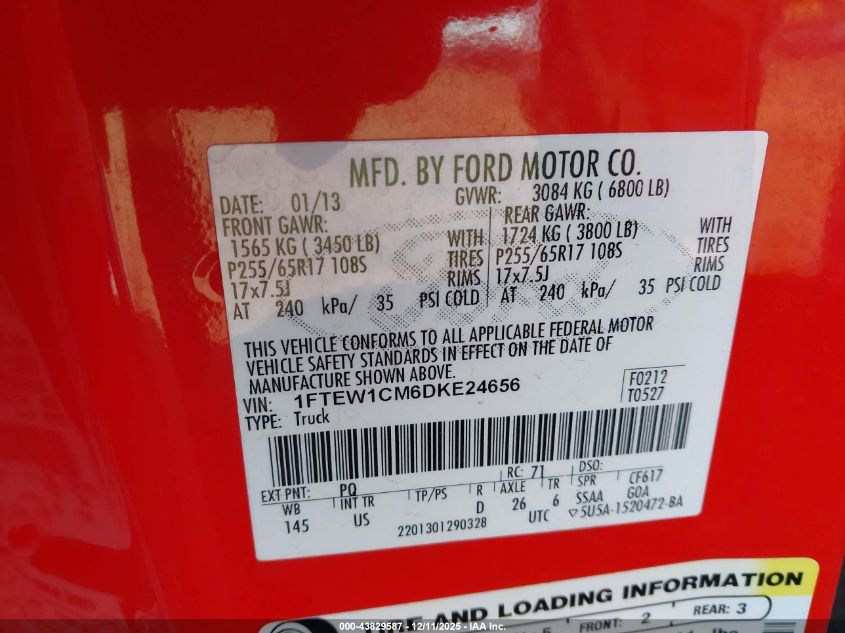 MFD. BY FORD MOTOR CO.
DATE: 01/13 GVWR: 3084 KG ( 6800 LB)
FRONT GAWR: REAR GAWR:
1565 KG ( 3450 LB) WITH 1724 KG ( 3800 LB) WITH
P255/65R17 108S TIRES P255/65R17 108S TIRES
17x7.5J RIMS 17x7.5J RIMS
AT 240 kPa/ 35 PSI COLD AT 240 kPa/ 35 PSI COLD
THIS VEHICLE CONFORMS TO ALL APPLICABLE FEDERAL MOTOR
VEHICLE SAFETY STANDARDS IN EFFECT ON THE DATE OF
MANUFACTURE SHOWN ABOVE.
VIN: 1FTEW1CM6DKE24656 F0212
TYPE: Truck T0527
EXT PNT: PQ RC: 71 DSO:
WB INT TR TP/PS R AXLE TR SPR CF617
145 US D 26 6 SSAA GOA
2201301290328 UTC ▽5U5A-1520472-BA
AND LOADING INFORMATION
FRONT: 2 REAR: 3
© -- 43829587 -- 12/11/2025 -- IAA Inc.